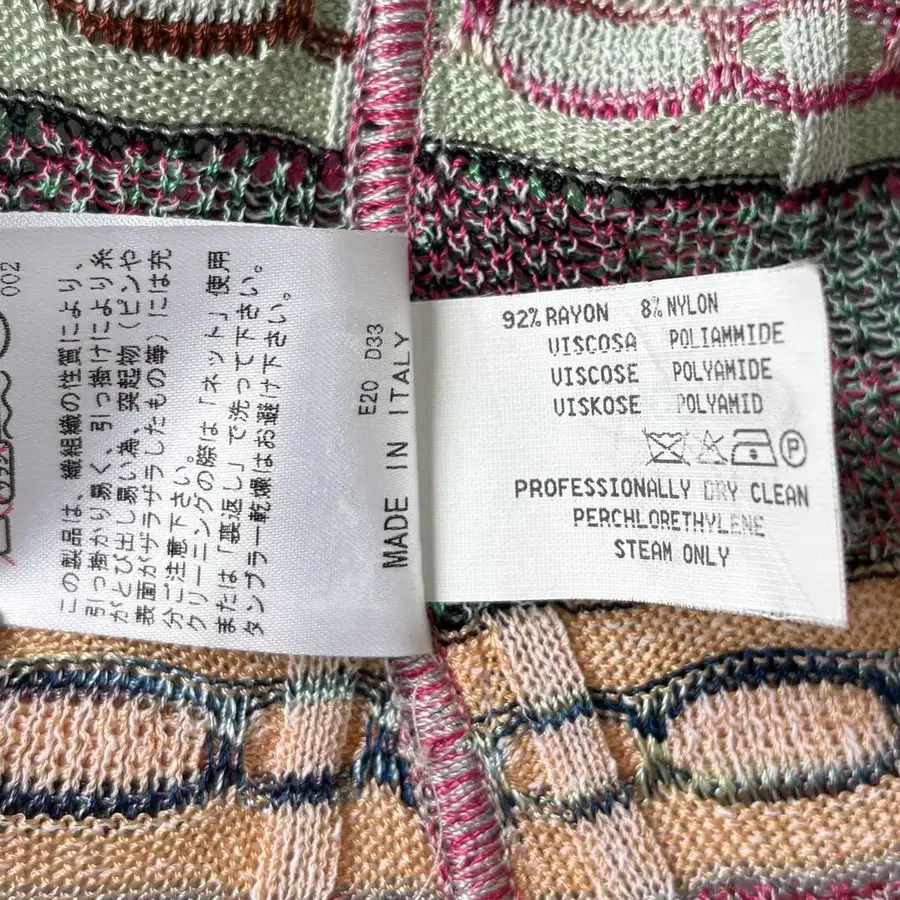 002
この製品は、繊組織の性質により、
引っ掛かり易く、引っ掛けにより糸
がとび出し易い為、突起物(ピンや
表面がザラザラしたもの等)には充
分ご注意下さい。
クリーニングの際は「ネット」使用
または「裏返し」で洗って下さい。
タンブラー乾燥はお避け下さい。
E20 D33
MADE IN ITALY
92% RAYON 8% NYLON
VISCOSA POLIAMMIDE
VISCOSE POLYAMIDE
VISKOSE POLYAMID
P
PROFESSIONALLY DRY CLEAN
PERCHLORETHYLENE
STEAM ONLY